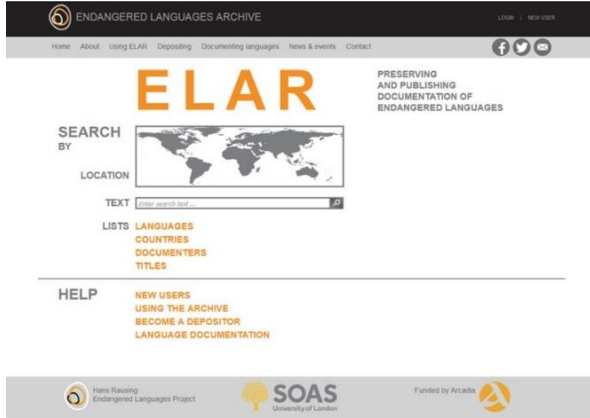 ENDANGERED LANGUAGES ARCHIVE
LOGIN | NEW USER
Home About Using ELAR Depositing Documenting languages News & events Contact
ELAR
PRESERVING
AND PUBLISHING
DOCUMENTATION OF
ENDANGERED LANGUAGES
SEARCH
BY
LOCATION
TEXT Enter search text ...
LISTS LANGUAGES
COUNTRIES
DOCUMENTERS
TITLES
HELP NEW USERS
USING THE ARCHIVE
BECOME A DEPOSITOR
LANGUAGE DOCUMENTATION
Hans Rausing
Endangered Languages Project
SOAS
University of London
Funded by Arcadia